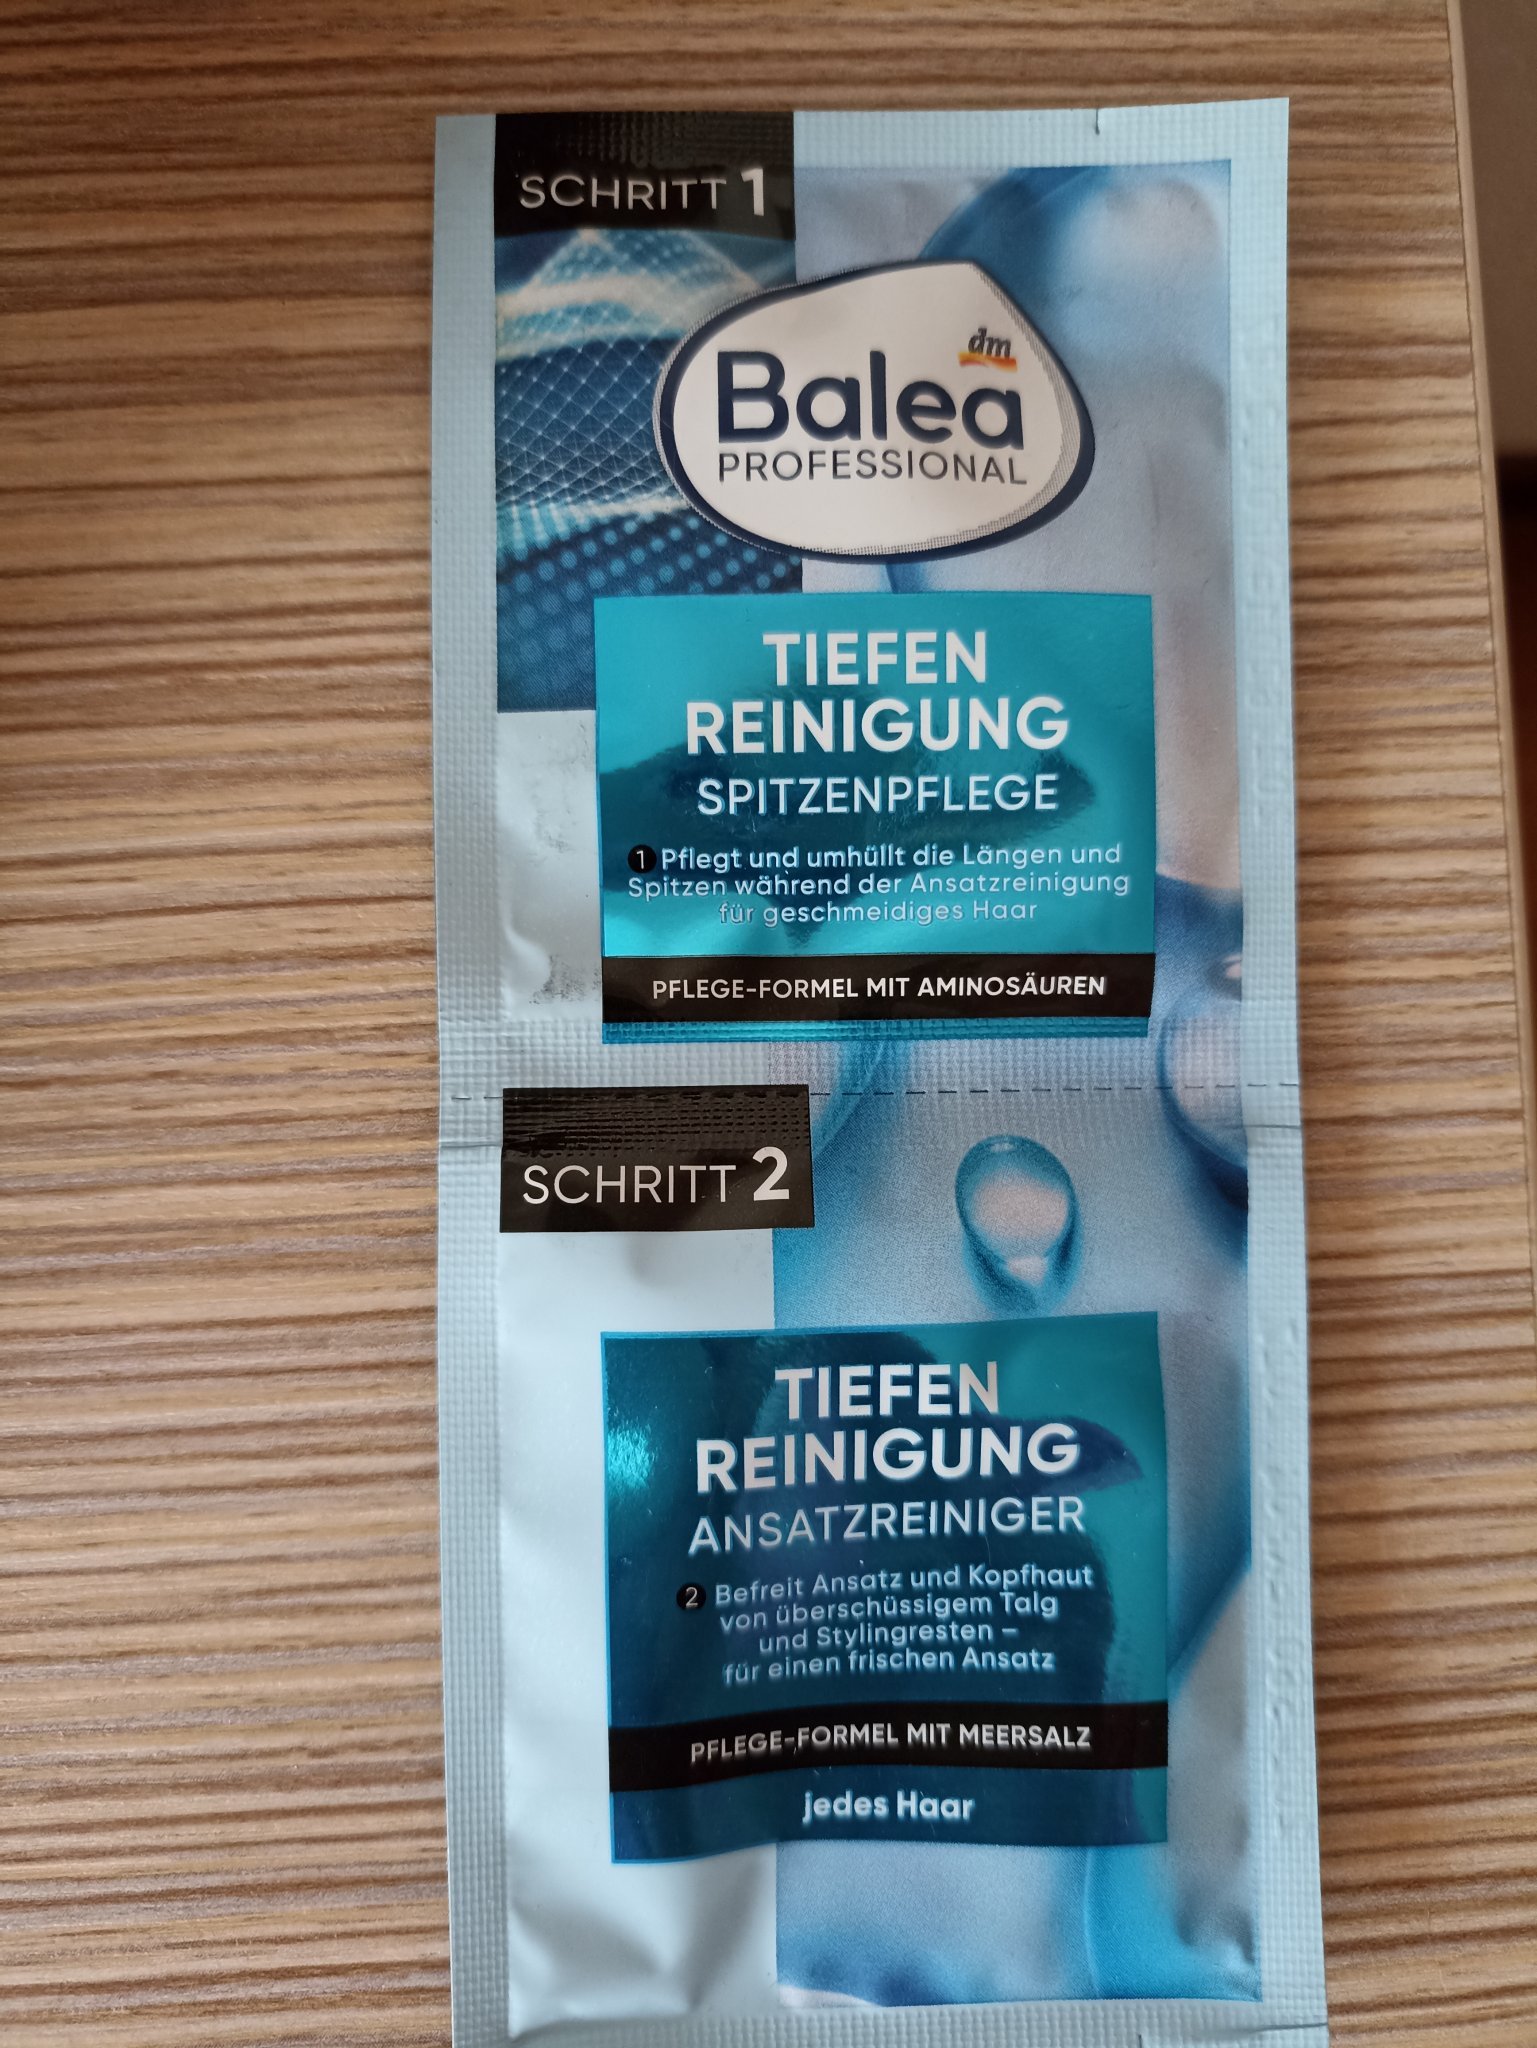 SCHRITT 1
dm
Balea
PROFESSIONAL
TIEFEN
REINIGUNG
SPITZENPFLEGE
1 Pflegt und umhüllt die Längen und
Spitzen während der Ansatzreinigung
für geschmeidiges Haar
PFLEGE-FORMEL MIT AMINOSÄUREN
SCHRITT 2
TIEFEN
REINIGUNG
ANSATZREINIGER
2 Befreit Ansatz und Kopfhaut
von überschüssigem Talg
und Stylingresten –
für einen frischen Ansatz
PFLEGE-FORMEL MIT MEERSALZ
jedes Haar